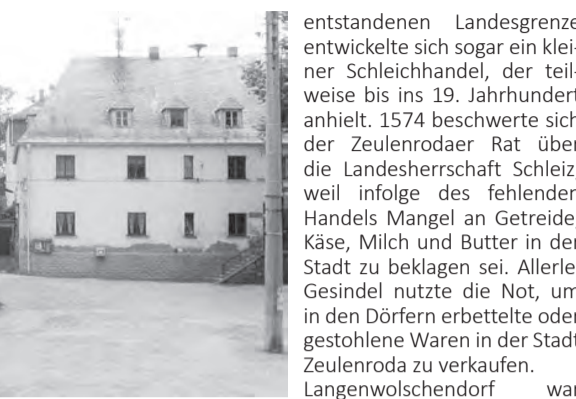 entstandenen Landesgrenze
entwickelte sich sogar ein klei-
ner Schleichhandel, der teil-
weise bis ins 19. Jahrhundert
anhielt. 1574 beschwerte sich
der Zeulenrodaer Rat über
die Landesherrschaft Schleiz,
weil infolge des fehlenden
Handels Mangel an Getreide,
Käse, Milch und Butter in der
Stadt zu beklagen sei. Allerlei
Gesindel nutzte die Not, um
in den Dörfern erbettelte oder
gestohlene Waren in der Stadt
Zeulenroda zu verkaufen.
Langenwolschendorf war